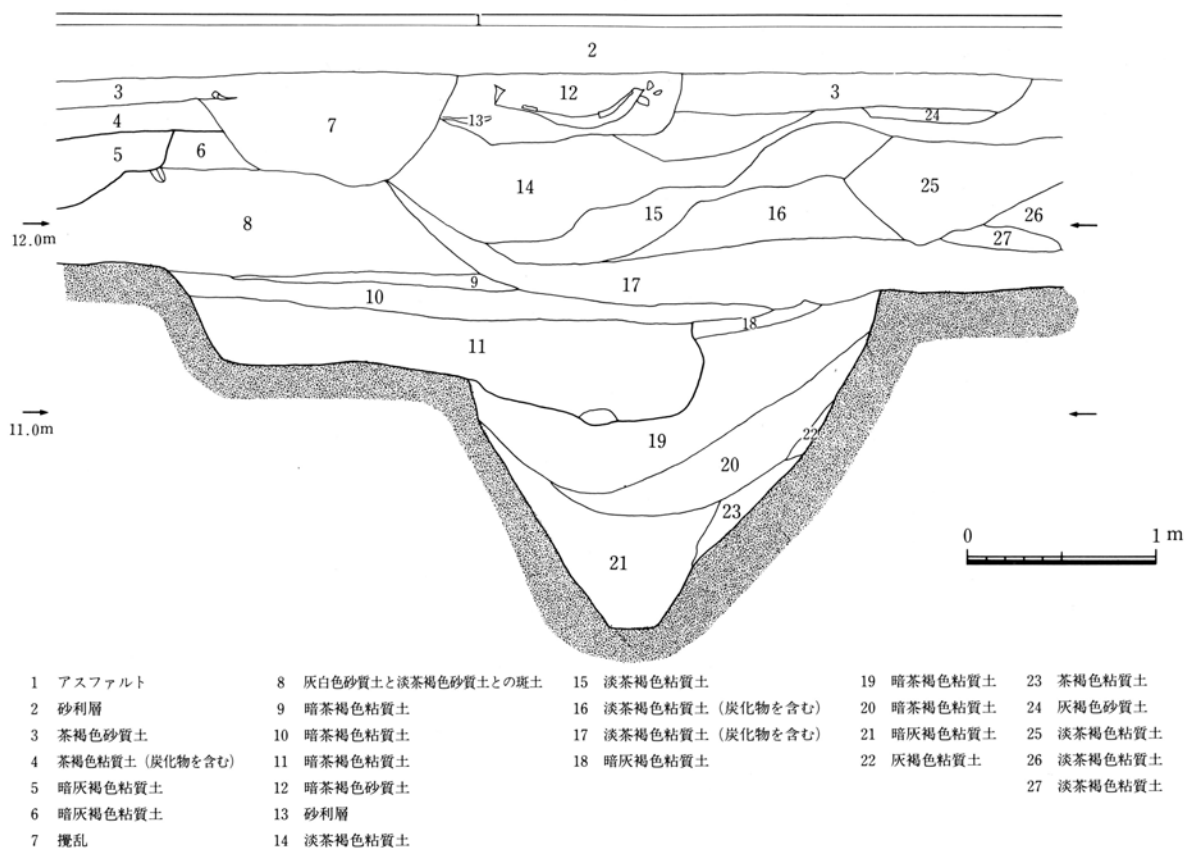 1
2
3
12
3
24
13
4
7
5
6
14
25
15
16
26
8
27
12.0m
9
17
10
18
11
11.0m
19
22
20
23
0 1 m
21
1 アスファルト
2 砂利層
3 茶褐色砂質土
4 茶褐色粘質土（炭化物を含む）
5 暗灰褐色粘質土
6 暗灰褐色粘質土
7 攪乱
8 灰白色砂質土と淡茶褐色砂質土との斑土
9 暗茶褐色粘質土
10 暗茶褐色粘質土
11 暗茶褐色粘質土
12 暗茶褐色砂質土
13 砂利層
14 淡茶褐色粘質土
15 淡茶褐色粘質土
16 淡茶褐色粘質土（炭化物を含む）
17 淡茶褐色粘質土（炭化物を含む）
18 暗灰褐色粘質土
19 暗茶褐色粘質土
20 暗茶褐色粘質土
21 暗灰褐色粘質土
22 灰褐色粘質土
23 茶褐色粘質土
24 灰褐色砂質土
25 淡茶褐色粘質土
26 淡茶褐色粘質土
27 淡茶褐色粘質土